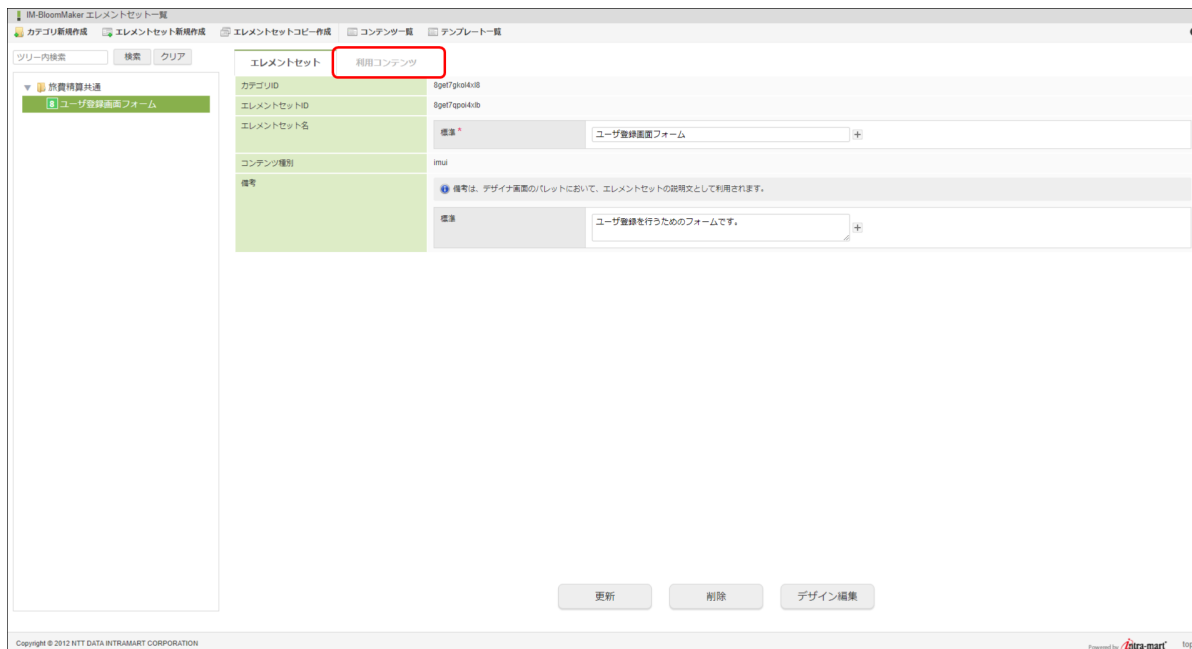 IM-BloomMaker エレメントセット一覧
カテゴリ新規作成 エレメントセット新規作成 エレメントセットコピー作成 コンテンツ一覧 テンプレート一覧
ツリー内検索 検索 クリア
エレメントセット 利用コンテンツ
旅費精算共通
ユーザ登録画面フォーム
カテゴリID 8get7gkoi4xl8
エレメントセットID 8get7qpoi4xlb
エレメントセット名 標準 * ユーザ登録画面フォーム
コンテンツ種別 imui
備考 備考は、デザイナ画面のパレットにおいて、エレメントセットの説明文として利用されます。
標準 ユーザ登録を行うためのフォームです。
更新 削除 デザイン編集
Copyright © 2012 NTT DATA INTRAMART CORPORATION Powered by intra-mart top